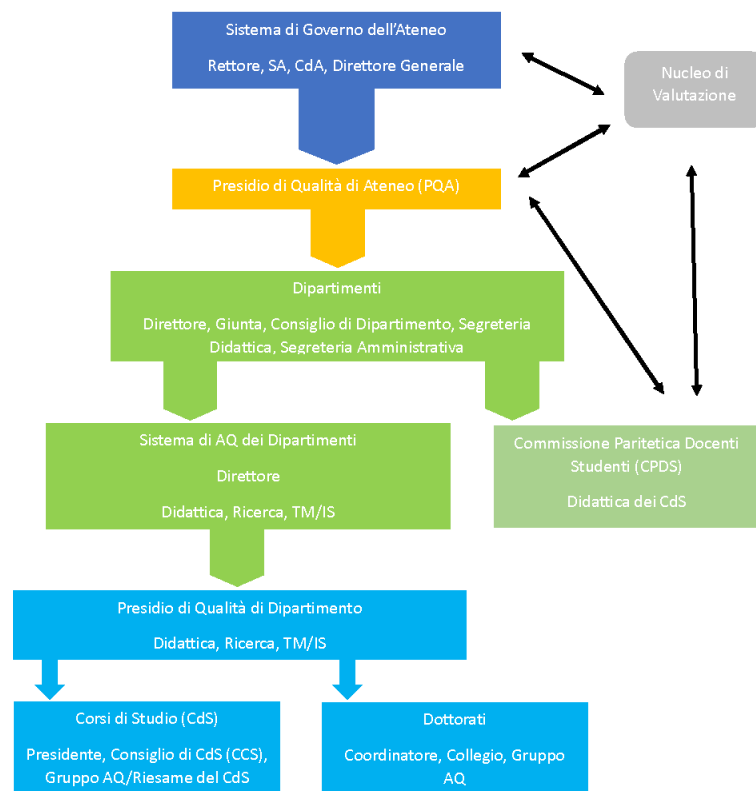 Sistema di Governo dell'Ateneo
Rettore, SA, CdA, Direttore Generale
Nucleo di
Valutazione
Presidio di Qualità di Ateneo (PQA)
Dipartimenti
Direttore, Giunta, Consiglio di Dipartimento, Segreteria
Didattica, Segreteria Amministrativa
Sistema di AQ dei Dipartimenti
Direttore
Didattica, Ricerca, TM/IS
Commissione Paritetica Docenti
Studenti (CPDS)
Didattica dei CdS
Presidio di Qualità di Dipartimento
Didattica, Ricerca, TM/IS
Corsi di Studio (CdS)
Presidente, Consiglio di CdS (CCS),
Gruppo AQ/Riesame del CdS
Dottorati
Coordinatore, Collegio, Gruppo
AQ